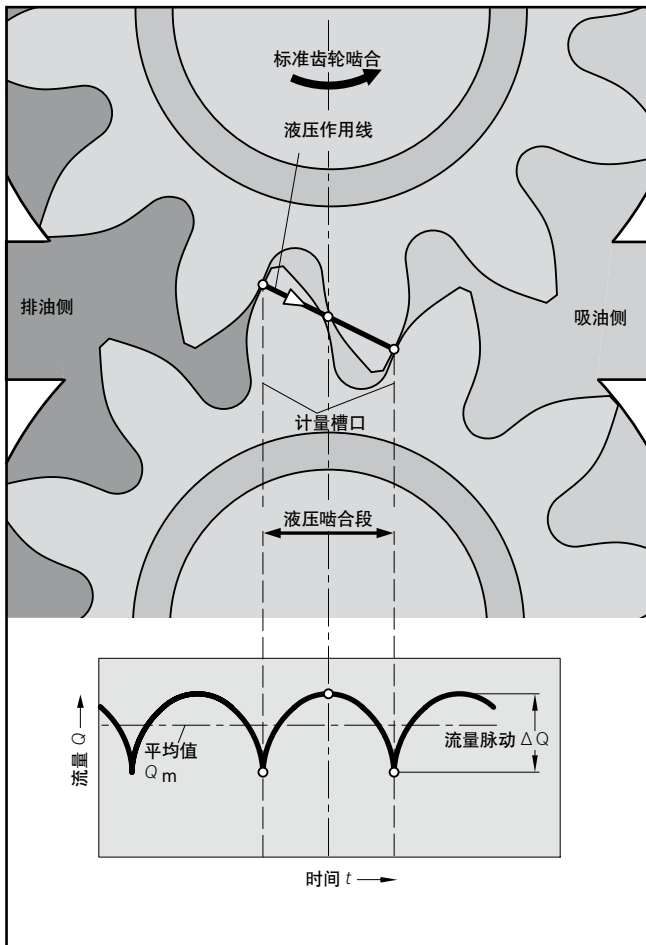 标准齿轮啮合
液压作用线
排油侧
吸油侧
计量槽口
液压啮合段
流量 Q
平均值
Qm
流量脉动 ΔQ
时间 t